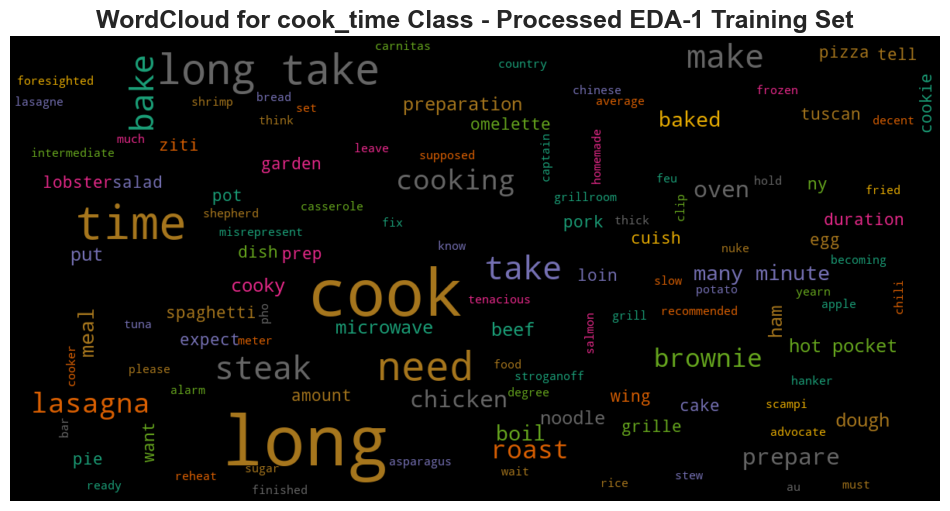 WordCloud for cook_time Class - Processed EDA-1 Training Set
carnitas
long take
make
pizza
tell
bake
country
foresighted
chinese
frozen
cookie
lasagne
shrimp
bread
set
preparation
average
baked
tuscan
decent
think
omelette
much
ziti
leave
captain
homemade
intermediate
garden
supposed
lobster
salad
cooking
feu
oven
hold
ny
fried
pot
casserole
grillroom
clip
time
shepherd
misrepresent
fix
pork
thick
duration
put
dish
prep
know
cuish
nuke
egg
becoming
take
loin
many minute
cooky
cook
slow
potato
yearn
chili
tenacious
spaghetti
pho
microwave
beef
salmon
grill
recommended
apple
ham
meal
tuna
expect
meter
brownie
hot pocket
cooker
please
steak
need
food
stroganoff
hanker
alarm
amount
chicken
degree
wing
cake
scampi
lasagna
long
noodle
grille
advocate
dough
bar
want
boil
roast
pie
sugar
asparagus
prepare
reheat
wait
stew
ready
finished
rice
au
must